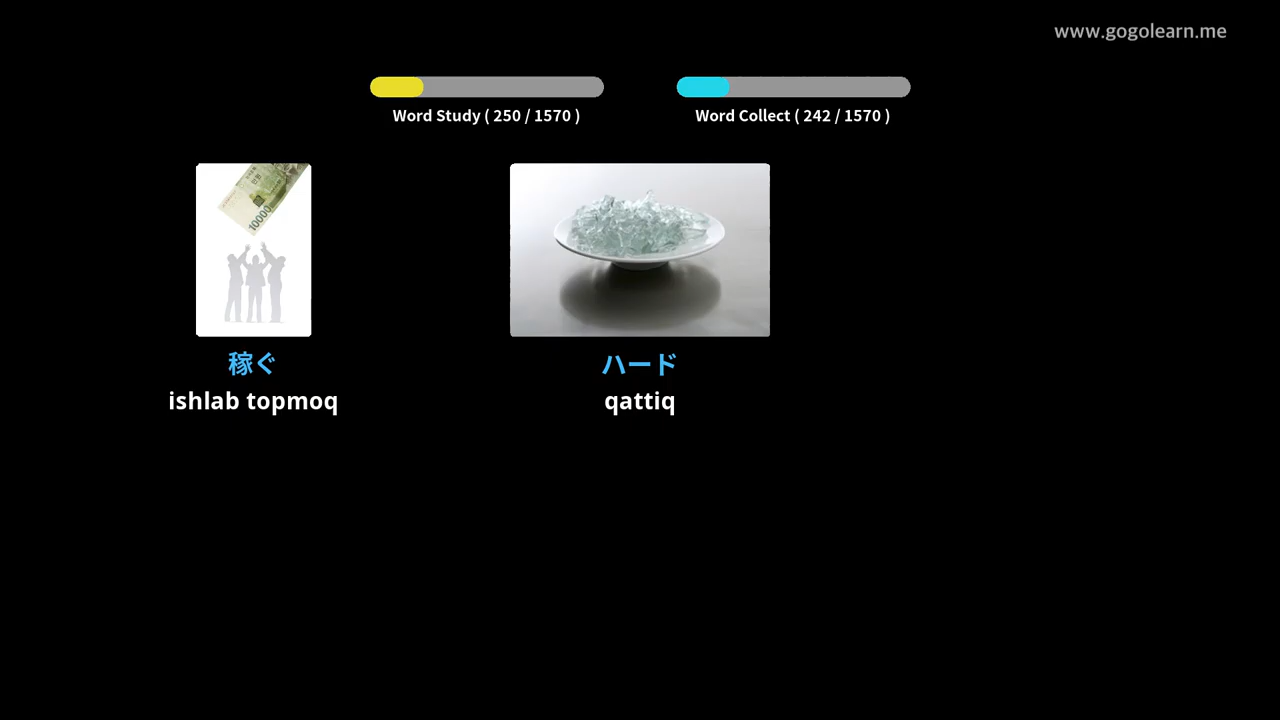 www.gogolearn.me
Word Study ( 250 / 1570 )
Word Collect ( 242 / 1570 )
10000
稼ぐ
ishlab topmoq
ハード
qattiq